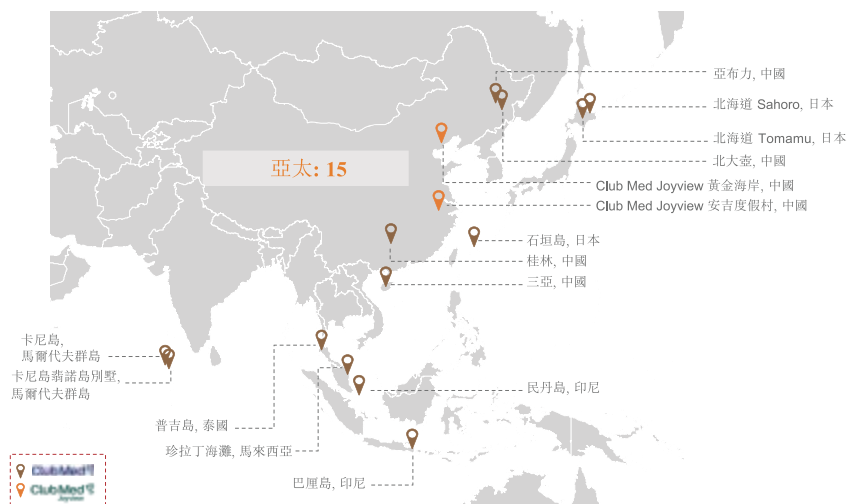 亞布力, 中國
北海道 Sahoro, 日本
北海道 Tomamu, 日本
北大壺, 中國
亞太: 15
Club Med Joyview 黃金海岸, 中國
Club Med Joyview 安吉度假村, 中國
石垣島, 日本
桂林, 中國
三亞, 中國
卡尼島,
馬爾代夫群島
卡尼島翡諾島別墅,
馬爾代夫群島
民丹島, 印尼
普吉島, 泰國
珍拉丁海灘, 馬來西亞
巴厘島, 印尼
ClubMed
ClubMed
Joyview